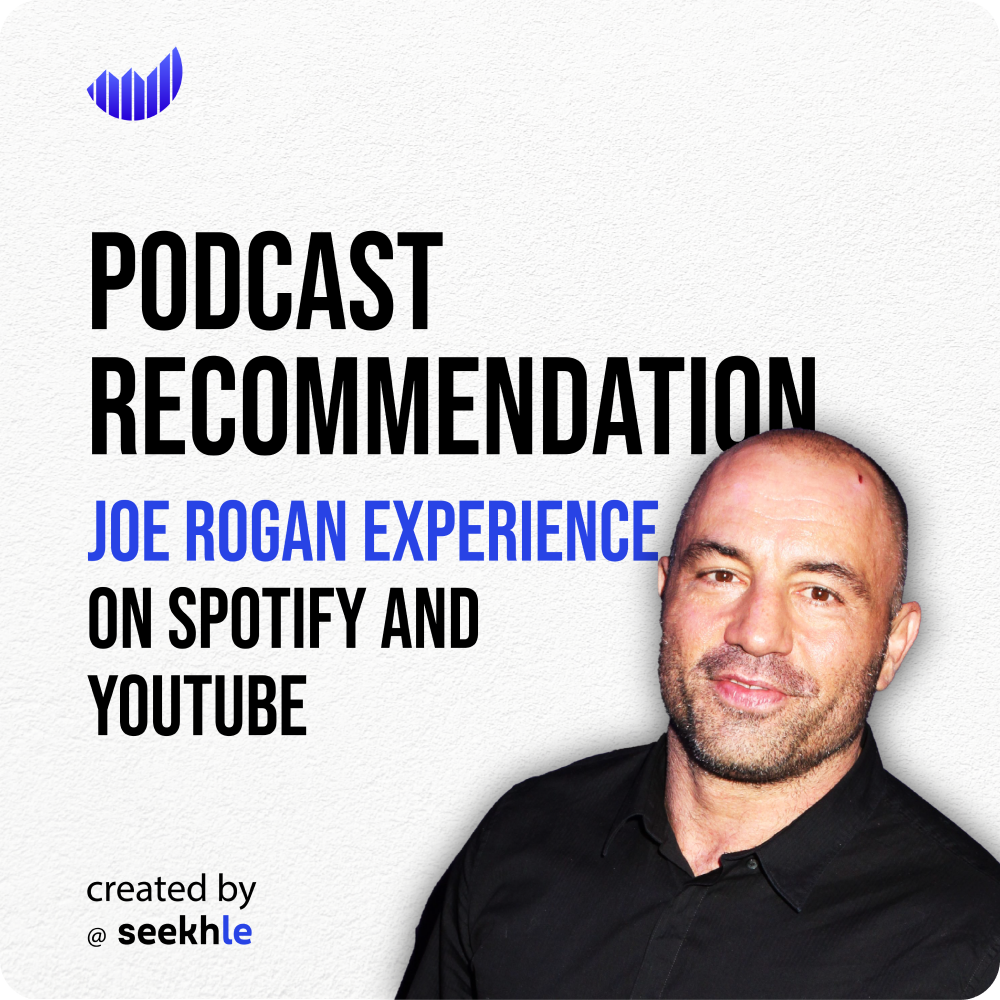 PODCAST
RECOMMENDATION
JOE ROGAN EXPERIENCE
ON SPOTIFY AND
YOUTUBE
created by
@ seekhle